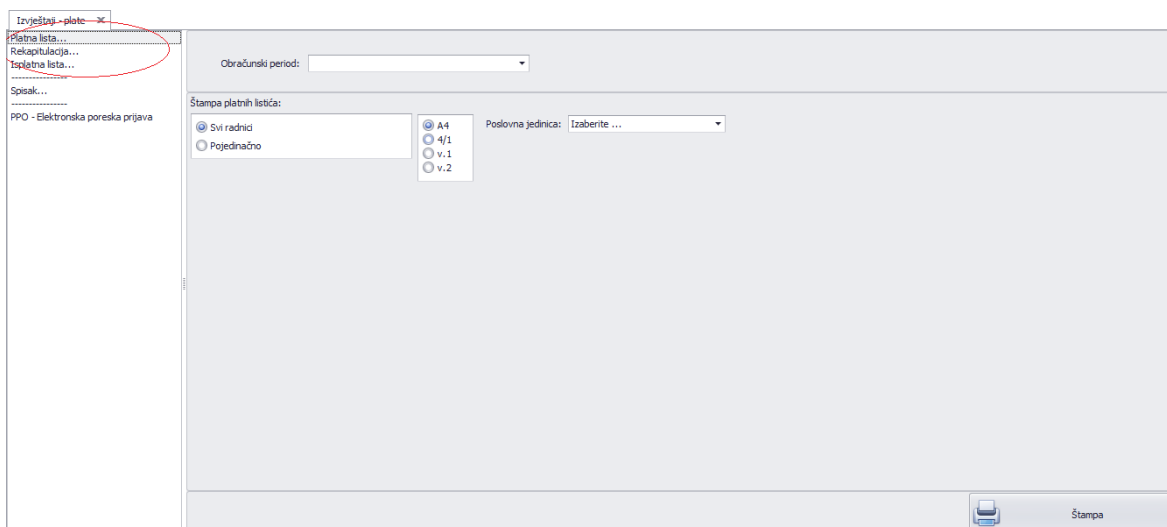 Izvještaji - plate
Platna lista...
Rekapitulacija...
Isplatna lista...
----------------
Spisak...
----------------
PPO - Elektronska poreska prijava
Obračunski period:
Štampa platnih listića:
Svi radnici
Pojedinačno
A4
4/1
v.1
v.2
Poslovna jedinica: Izaberite ...
Štampa